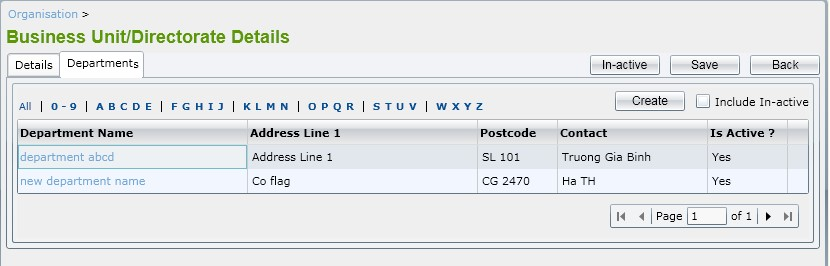 Organisation >
Business Unit/Directorate Details
Details Departments In-active Save Back
All | 0 - 9 | A B C D E | F G H I J | K L M N | O P Q R | S T U V | W X Y Z Create Include In-active
Department Name Address Line 1 Postcode Contact Is Active ?
department abcd Address Line 1 SL 101 Truong Gia Binh Yes
new department name Co flag CG 2470 Ha TH Yes
Page 1 of 1